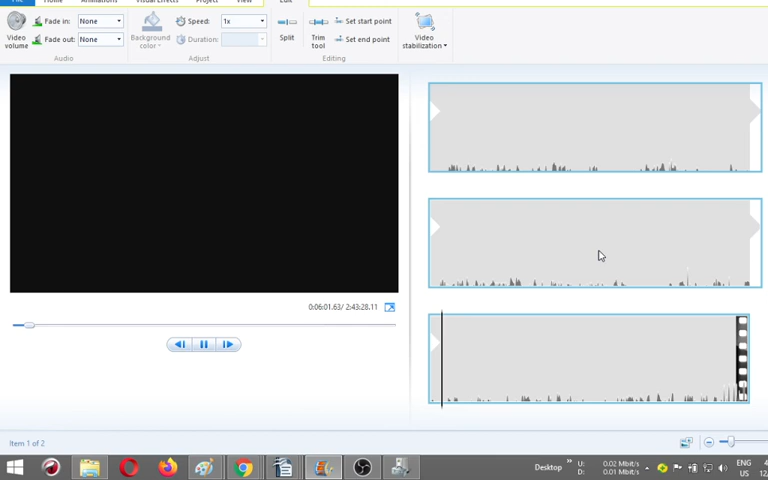 File Home Animations Visual Effects Project View Edit
Video volume
Fade in: None
Fade out: None
Audio
Background color
Speed: 1x
Duration:
Adjust
Split
Trim tool
Set start point
Set end point
Editing
Video stabilization
0:06:01.63/ 2:43:28.11
Item 1 of 2
Desktop
U: 0.02 Mbit/s
D: 0.01 Mbit/s
ENG
US